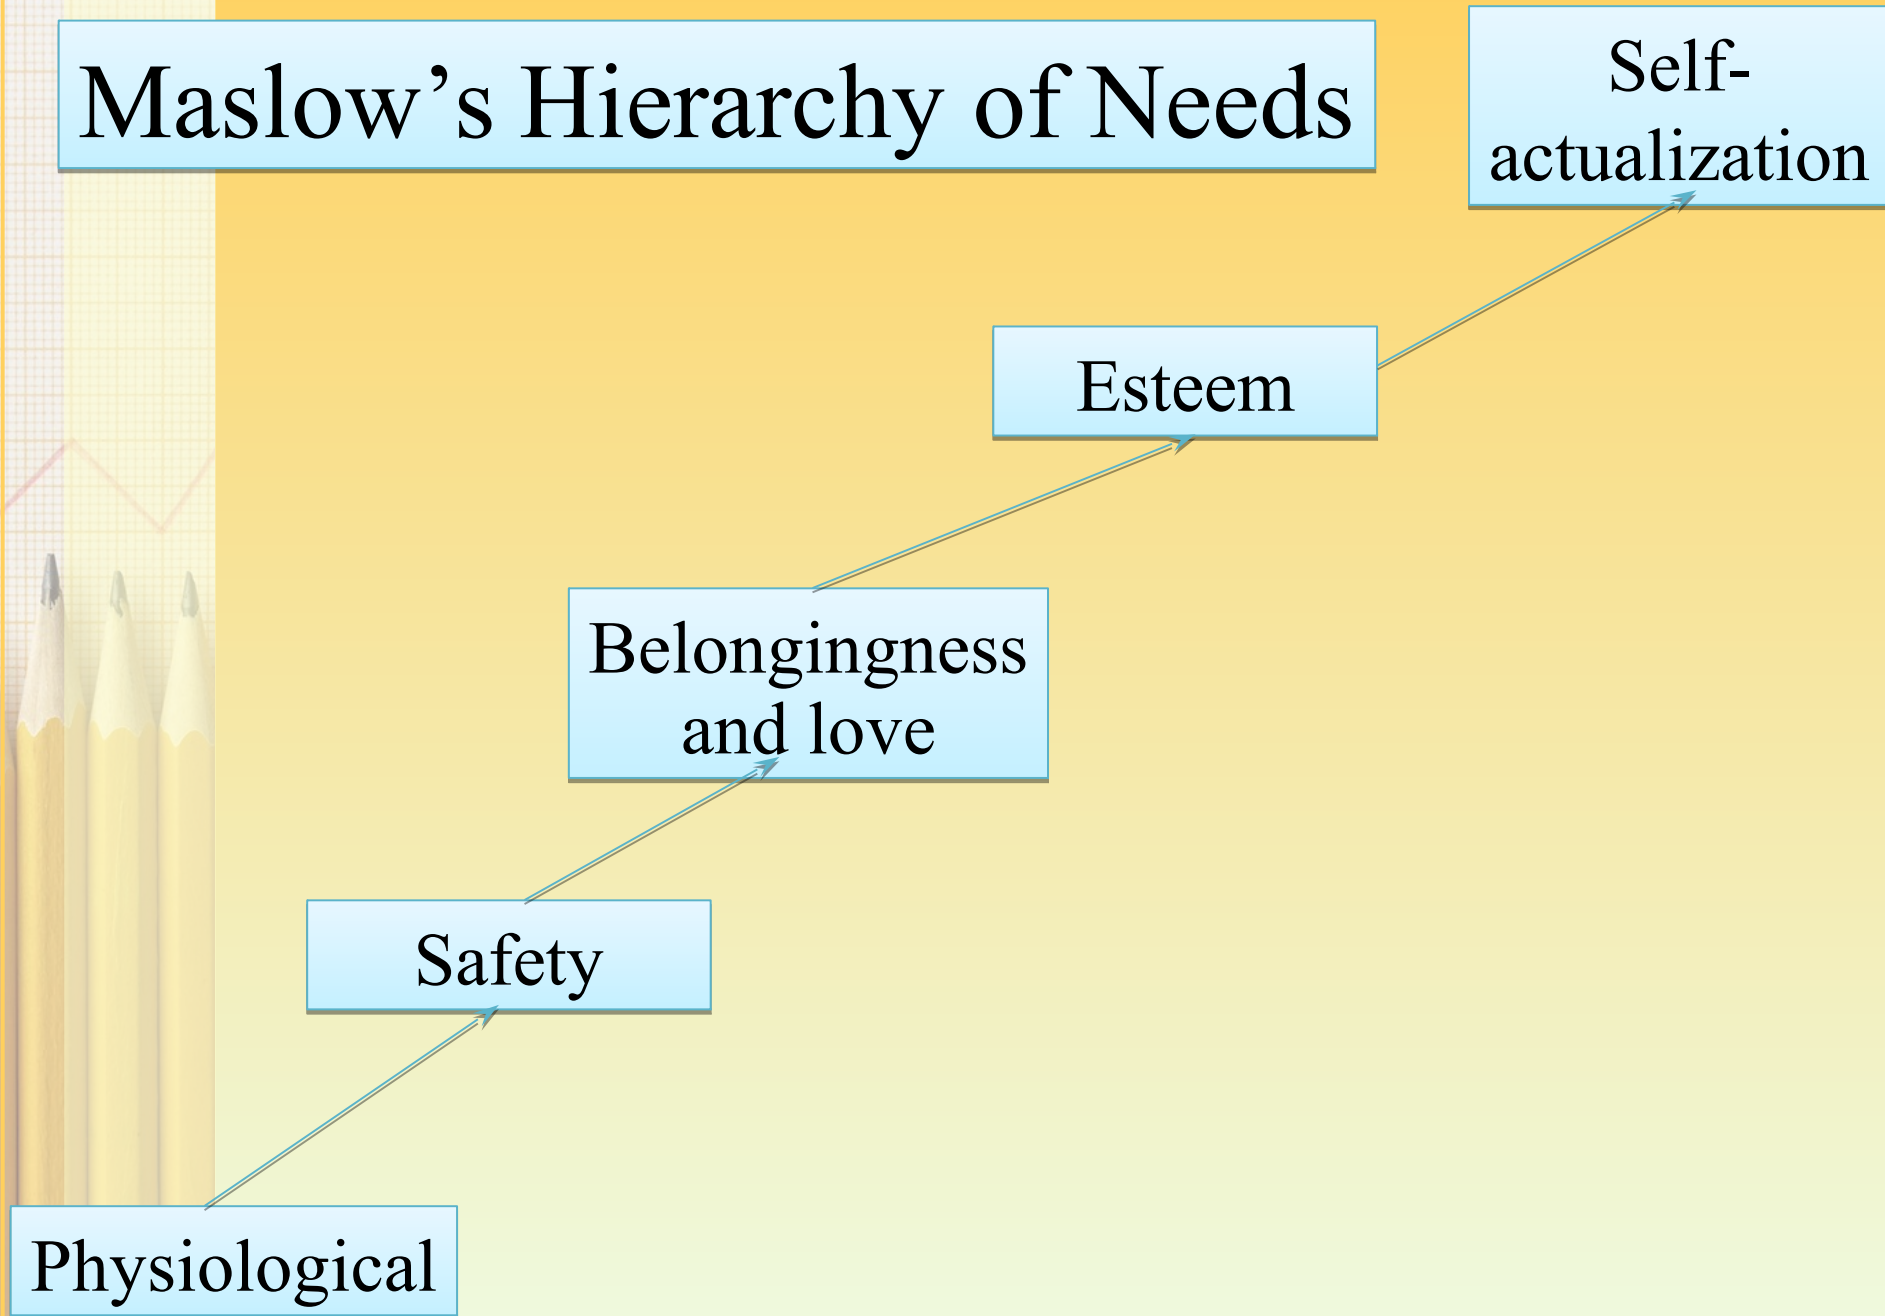 Maslow’s Hierarchy of Needs
Self-
actualization
Esteem
Belongingness
and love
Safety
Physiological